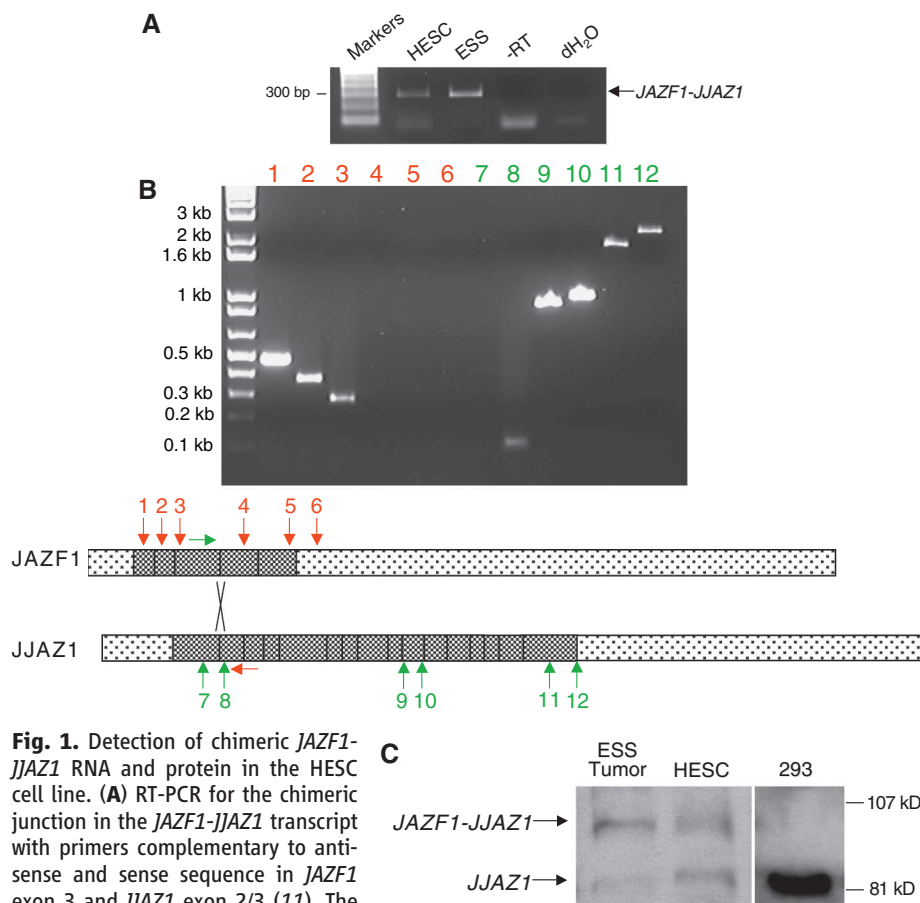 A
Markers HESC ESS -RT dH₂O
300 bp
JAZF1-JJAZ1
B
1 2 3 4 5 6 7 8 9 10 11 12
3 kb
2 kb
1.6 kb
1 kb
0.5 kb
0.3 kb
0.2 kb
0.1 kb
1 2 3 4 5 6
JAZF1
JJAZ1
7 8 9 10 11 12
Fig. 1. Detection of chimeric JAZF1-
JJAZ1 RNA and protein in the HESC
cell line. (A) RT-PCR for the chimeric
junction in the JAZF1-JJAZ1 transcript
with primers complementary to anti-
sense and sense sequence in JAZF1
exon 3 and JJAZ1 exon 2/3 (11). The
C
ESS
Tumor HESC 293
JAZF1-JJAZ1
JJAZ1
107 kD
81 kD